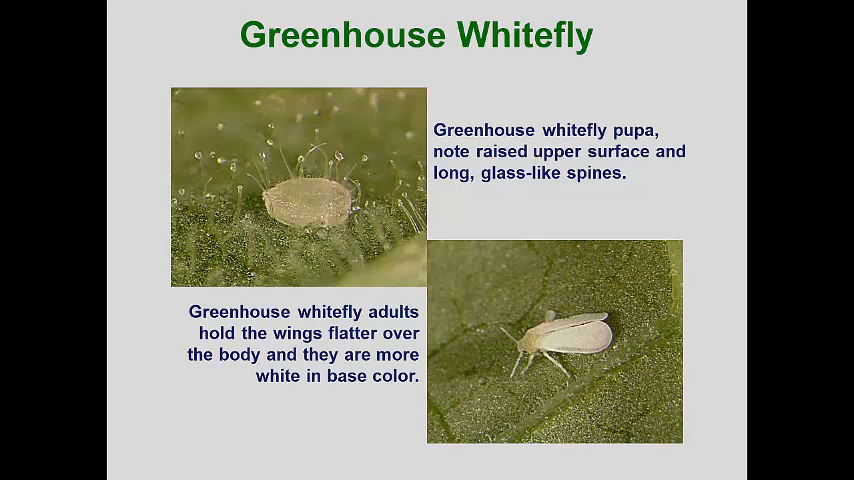 Greenhouse Whitefly
Greenhouse whitefly pupa,
note raised upper surface and
long, glass-like spines.
Greenhouse whitefly adults
hold the wings flatter over
the body and they are more
white in base color.